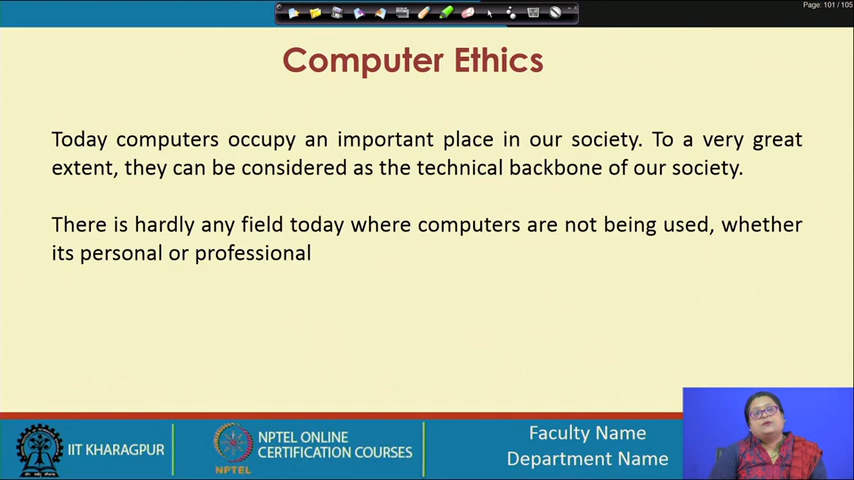 Page: 101 / 105
Computer Ethics
Today computers occupy an important place in our society. To a very great
extent, they can be considered as the technical backbone of our society.
There is hardly any field today where computers are not being used, whether
its personal or professional
IIT KHARAGPUR
NPTEL
NPTEL ONLINE
CERTIFICATION COURSES
Faculty Name
Department Name